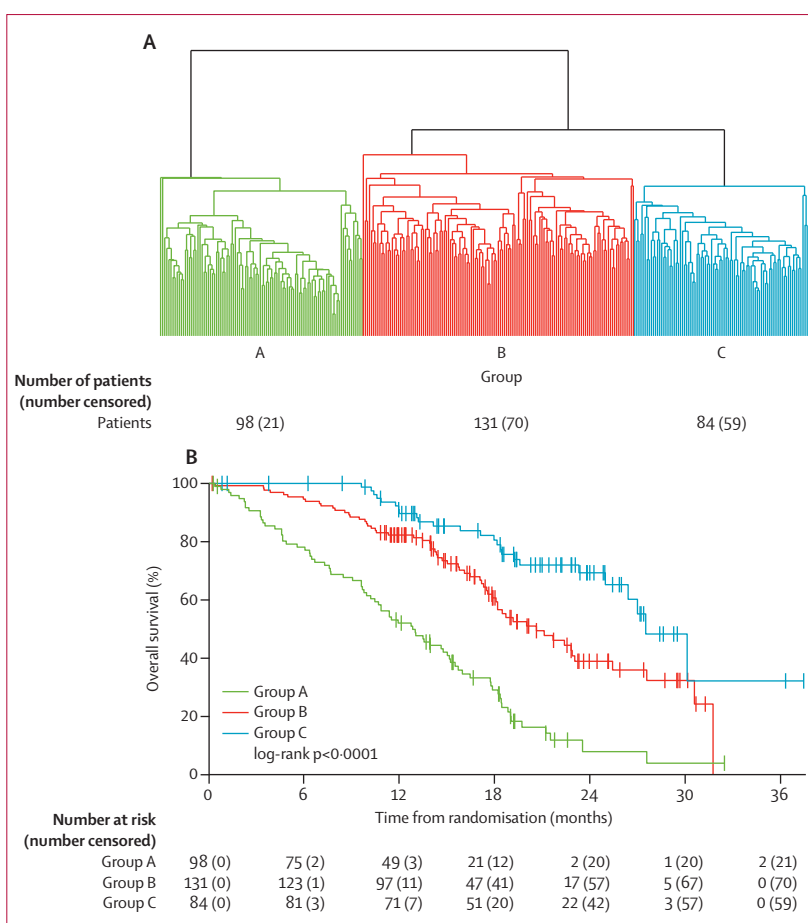 A
A B C
Group
Number of patients
(number censored)
Patients 98 (21) 131 (70) 84 (59)
B
100
80
60
40
20
0
Overall survival (%)
Group A
Group B
Group C
log-rank p<0·0001
0 6 12 18 24 30 36
Time from randomisation (months)
Number at risk
(number censored)
Group A 98 (0) 75 (2) 49 (3) 21 (12) 2 (20) 1 (20) 2 (21)
Group B 131 (0) 123 (1) 97 (11) 47 (41) 17 (57) 5 (67) 0 (70)
Group C 84 (0) 81 (3) 71 (7) 51 (20) 22 (42) 3 (57) 0 (59)